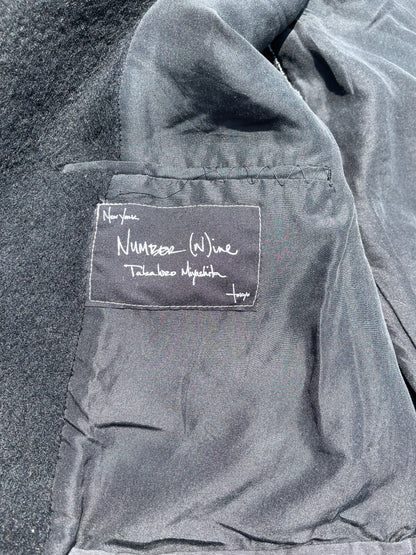 New York
NUMBER (N)ine
Takahiro Miyashita
tokyo